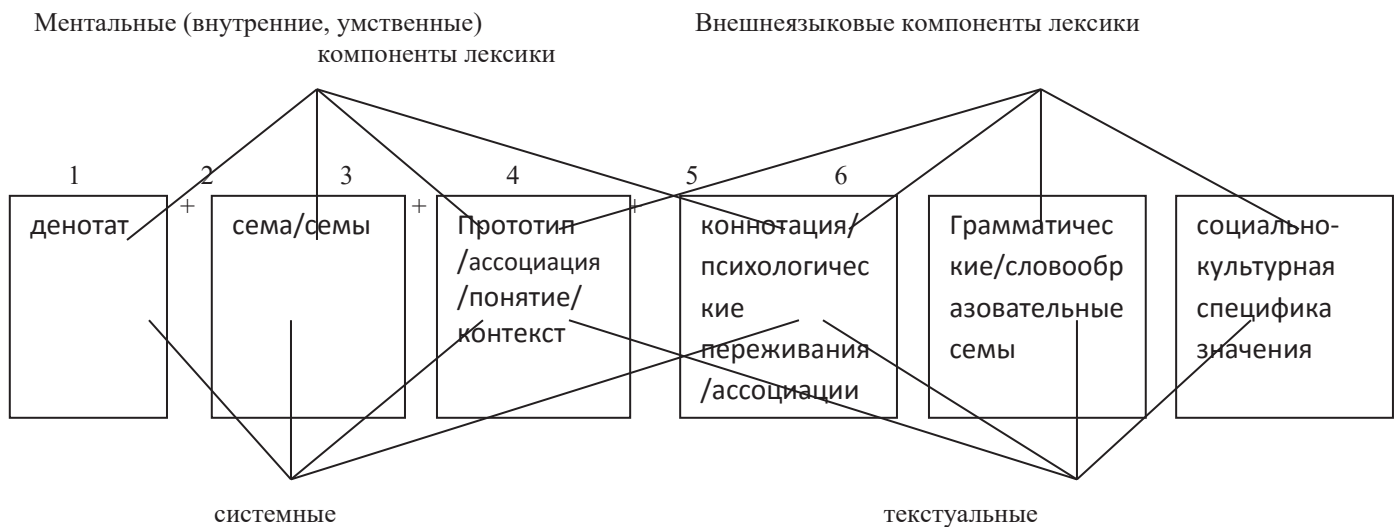 Ментальные (внутренние, умственные)
компоненты лексики
Внешнеязыковые компоненты лексики
1 2 3 4 5 6
+ + +
денотат
сема/семы
Прототип
/ассоциация
/понятие/
контекст
коннотация/
психологичес
кие
переживания
/ассоциации
Грамматичес
кие/словообр
азовательные
семы
социально-
культурная
специфика
значения
системные
текстуальные